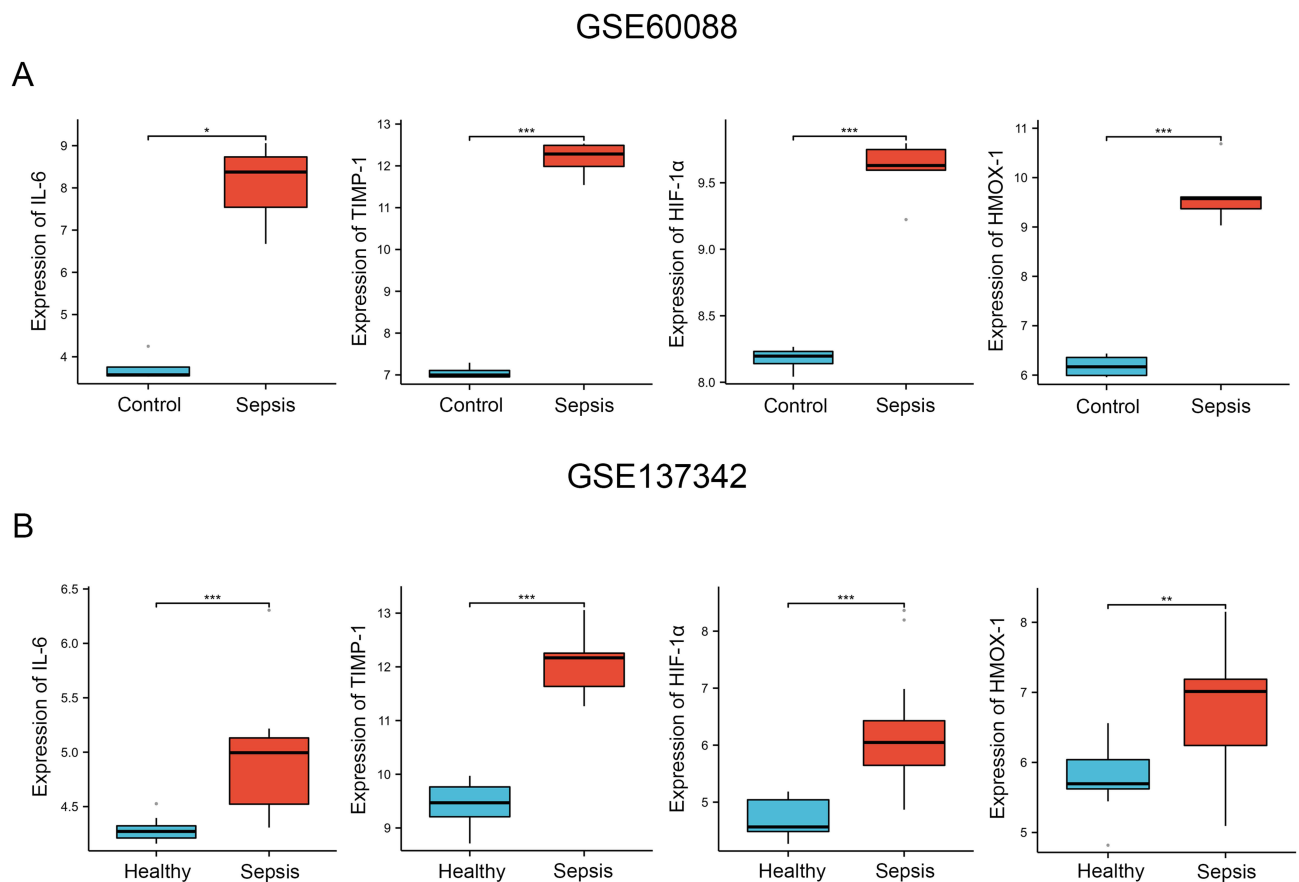 GSE60088
A
Expression of IL-6
9
8
7
6
5
4
*
Control
Sepsis
Expression of TIMP-1
13
12
11
10
9
8
7
***
Control
Sepsis
Expression of HIF-1α
9.5
9.0
8.5
8.0
***
Control
Sepsis
Expression of HMOX-1
11
10
9
8
7
6
***
Control
Sepsis
GSE137342
B
Expression of IL-6
6.5
6.0
5.5
5.0
4.5
***
Healthy
Sepsis
Expression of TIMP-1
13
12
11
10
9
***
Healthy
Sepsis
Expression of HIF-1α
8
7
6
5
***
Healthy
Sepsis
Expression of HMOX-1
8
7
6
5
**
Healthy
Sepsis